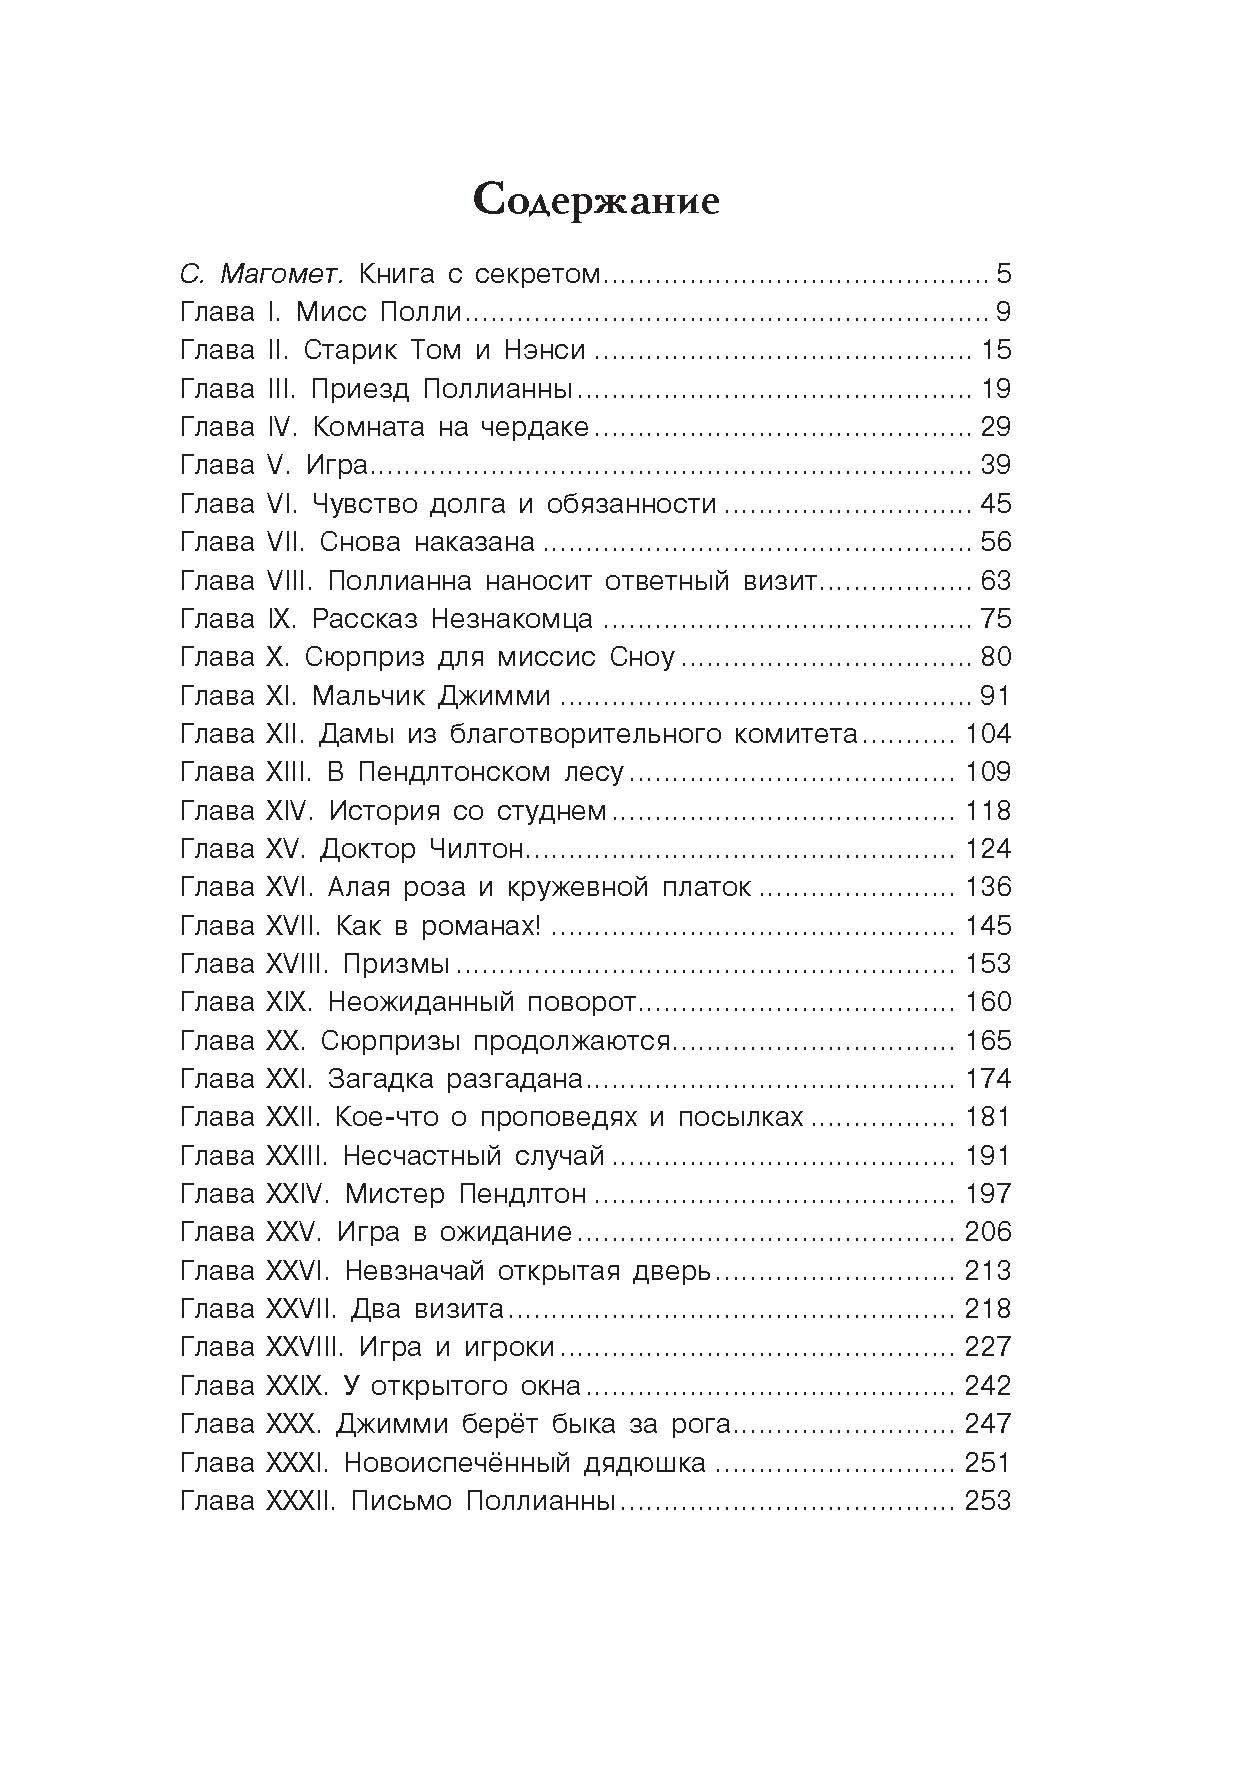 Содержание
С. Магомет. Книга с секретом............................................. 5
Глава I. Мисс Полли............................................................. 9
Глава II. Старик Том и Нэнси ............................................ 15
Глава III. Приезд Поллианны.............................................. 19
Глава IV. Комната на чердаке............................................ 29
Глава V. Игра...................................................................... 39
Глава VI. Чувство долга и обязанности ............................. 45
Глава VII. Снова наказана .................................................. 56
Глава VIII. Поллианна наносит ответный визит.................. 63
Глава IX. Рассказ Незнакомца ........................................... 75
Глава X. Сюрприз для миссис Сноу .................................. 80
Глава XI. Мальчик Джимми ................................................ 91
Глава XII. Дамы из благотворительного комитета........... 104
Глава XIII. В Пендлтонском лесу...................................... 109
Глава XIV. История со студнем........................................ 118
Глава XV. Доктор Чилтон.................................................. 124
Глава XVI. Алая роза и кружевной платок ....................... 136
Глава XVII. Как в романах! ............................................... 145
Глава XVIII. Призмы .......................................................... 153
Глава XIX. Неожиданный поворот..................................... 160
Глава XX. Сюрпризы продолжаются................................. 165
Глава XXI. Загадка разгадана........................................... 174
Глава XXII. Кое-что о проповедях и посылках ................. 181
Глава XXIII. Несчастный случай ........................................ 191
Глава XXIV. Мистер Пендлтон .......................................... 197
Глава XXV. Игра в ожидание............................................ 206
Глава XXVI. Невзначай открытая дверь............................ 213
Глава XXVII. Два визита.................................................... 218
Глава XXVIII. Игра и игроки .............................................. 227
Глава XXIX. У открытого окна........................................... 242
Глава XXX. Джимми берёт быка за рога.......................... 247
Глава XXXI. Новоиспечённый дядюшка ............................ 251
Глава XXXII. Письмо Поллианны....................................... 253